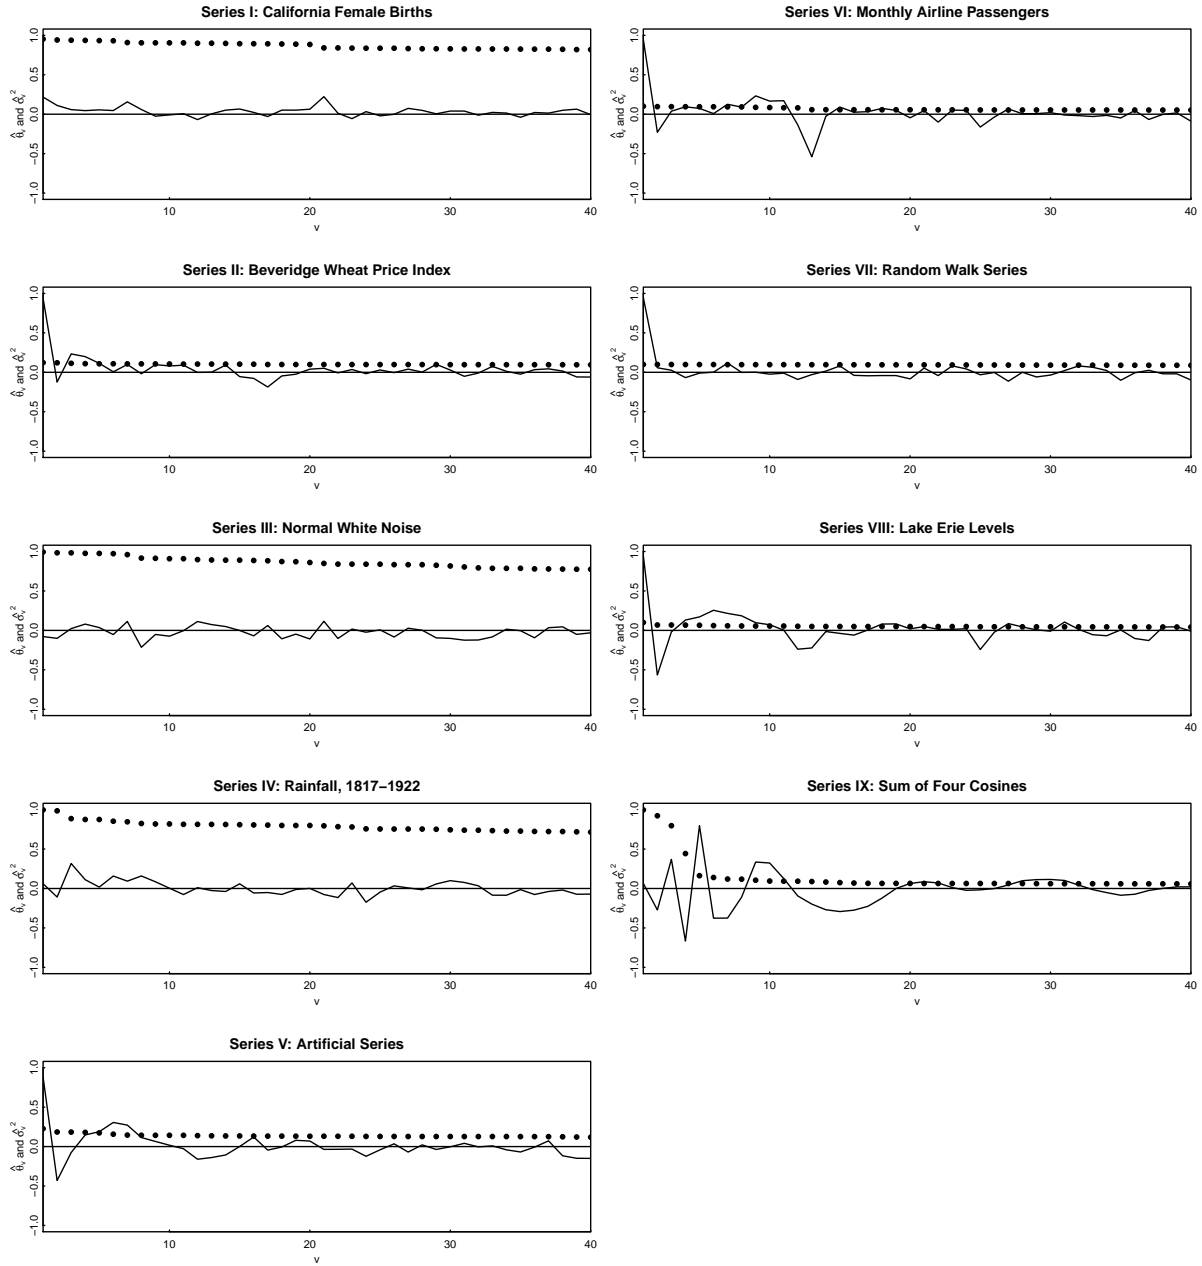 Series I: California Female Births
θ̂ᵥ and σ̂ᵥ²
−1.0 −0.5 0.0 0.5 1.0
10 20 30 40
v
Series II: Beveridge Wheat Price Index
θ̂ᵥ and σ̂ᵥ²
−1.0 −0.5 0.0 0.5 1.0
10 20 30 40
v
Series III: Normal White Noise
θ̂ᵥ and σ̂ᵥ²
−1.0 −0.5 0.0 0.5 1.0
10 20 30 40
v
Series IV: Rainfall, 1817−1922
θ̂ᵥ and σ̂ᵥ²
−1.0 −0.5 0.0 0.5 1.0
10 20 30 40
v
Series V: Artificial Series
θ̂ᵥ and σ̂ᵥ²
−1.0 −0.5 0.0 0.5 1.0
10 20 30 40
v
Series VI: Monthly Airline Passengers
θ̂ᵥ and σ̂ᵥ²
−1.0 −0.5 0.0 0.5 1.0
10 20 30 40
v
Series VII: Random Walk Series
θ̂ᵥ and σ̂ᵥ²
−1.0 −0.5 0.0 0.5 1.0
10 20 30 40
v
Series VIII: Lake Erie Levels
θ̂ᵥ and σ̂ᵥ²
−1.0 −0.5 0.0 0.5 1.0
10 20 30 40
v
Series IX: Sum of Four Cosines
θ̂ᵥ and σ̂ᵥ²
−1.0 −0.5 0.0 0.5 1.0
10 20 30 40
v